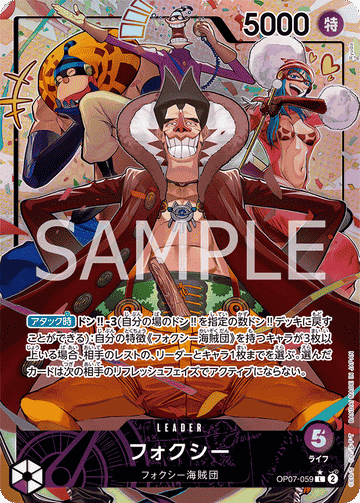 5000
特
SAMPLE
アタック時 ドン!!-3(自分の場のドン!!を指定の数ドン!!デッキに戻す
ことができる):自分の特徴《フォクシー海賊団》を持つキャラが3枚以
上いる場合、相手のレストの、リーダーとキャラ1枚までを選ぶ。選んだ
カードは次の相手のリフレッシュフェイズでアクティブにならない。
LEADER
フォクシー
フォクシー海賊団
5
ライフ
OP07-059 L 2